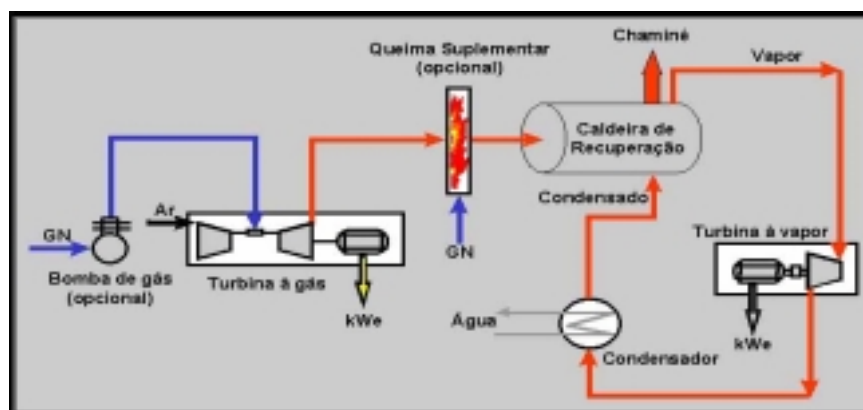 Chaminé
Queima Suplementar
(opcional)
Vapor
Caldeira de
Recuperação
Ar
Condensado
GN
GN
Turbina à vapor
Bomba de gás
(opcional)
Turbina à gás
kWe
Água
kWe
Condensador